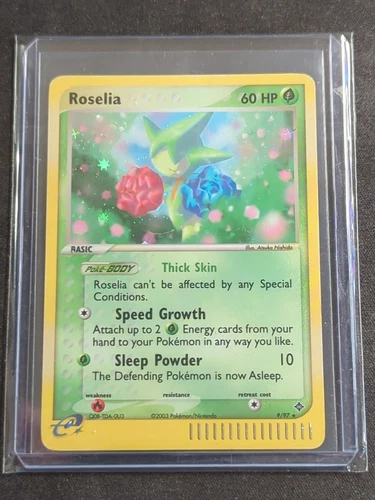 Roselia 60 HP
BASIC Illus. Atsuko Nishida
Poké-BODY Thick Skin
Roselia can't be affected by any Special
Conditions.
Speed Growth
Attach up to 2 Energy cards from your
hand to your Pokémon in any way you like.
Sleep Powder 10
The Defending Pokémon is now Asleep.
weakness resistance retreat cost
©2003 Pokémon/Nintendo 9/97 ★